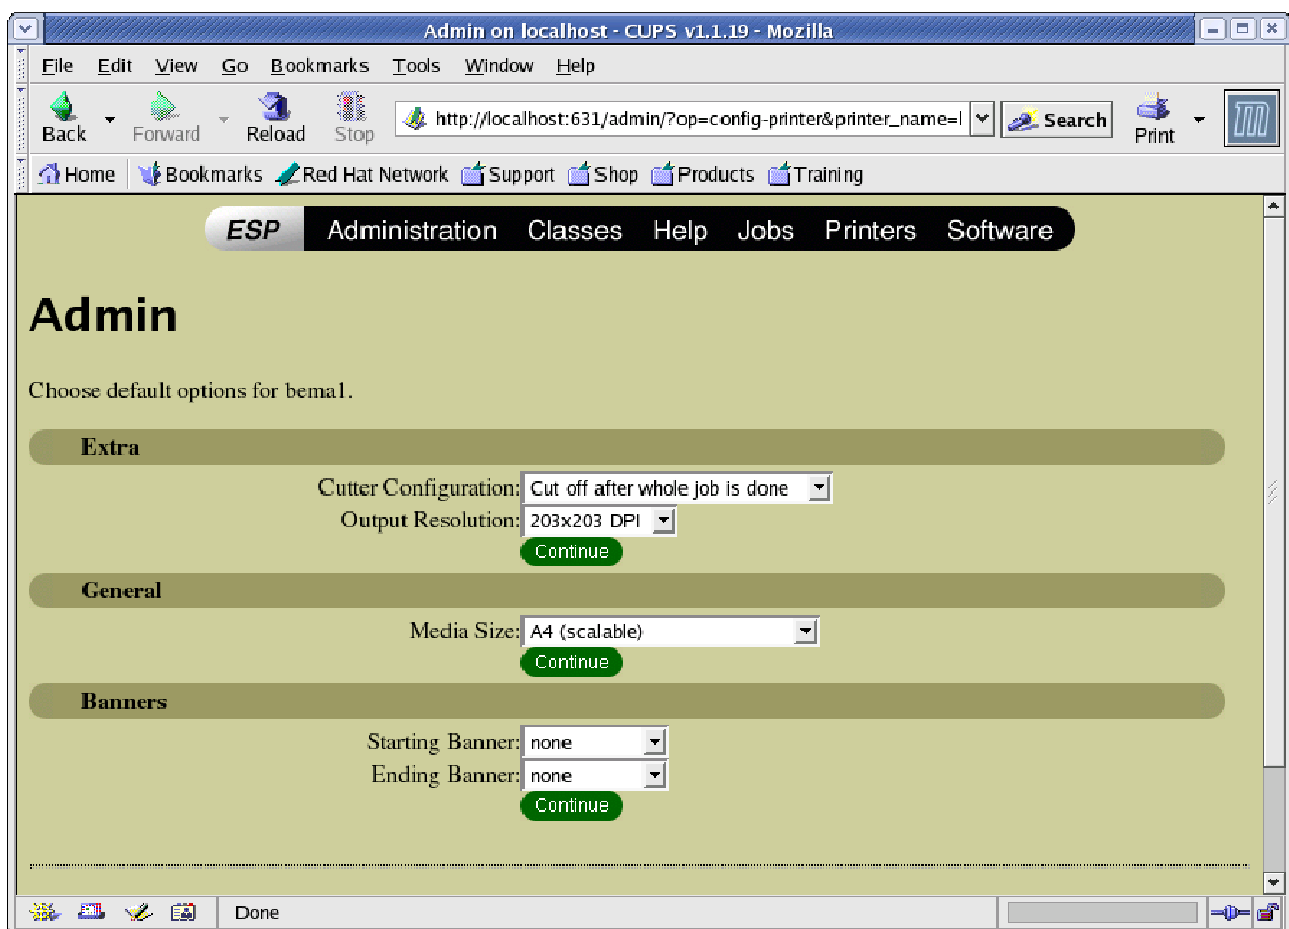 Admin on localhost - CUPS v1.1.19 - Mozilla
File Edit View Go Bookmarks Tools Window Help
Back Forward Reload Stop http://localhost:631/admin/?op=config-printer&printer_name= Search Print
Home Bookmarks Red Hat Network Support Shop Products Training
ESP Administration Classes Help Jobs Printers Software
Admin
Choose default options for bema1.
Extra
Cutter Configuration: Cut off after whole job is done
Output Resolution: 203x203 DPI
Continue
General
Media Size: A4 (scalable)
Continue
Banners
Starting Banner: none
Ending Banner: none
Continue
Done